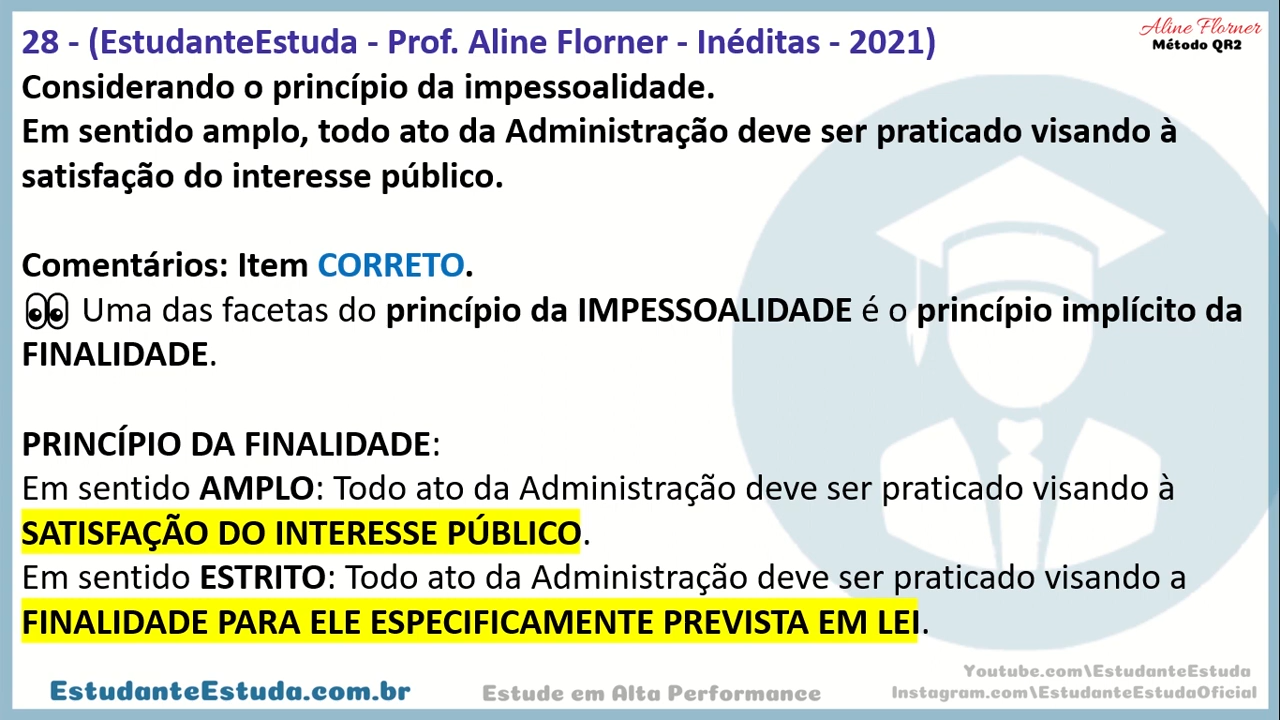 28 - (EstudanteEstuda - Prof. Aline Florner - Inéditas - 2021)
Aline Florner
Método QR2
Considerando o princípio da impessoalidade.
Em sentido amplo, todo ato da Administração deve ser praticado visando à
satisfação do interesse público.
Comentários: Item CORRETO.
👀 Uma das facetas do princípio da IMPESSOALIDADE é o princípio implícito da
FINALIDADE.
PRINCÍPIO DA FINALIDADE:
Em sentido AMPLO: Todo ato da Administração deve ser praticado visando à
SATISFAÇÃO DO INTERESSE PÚBLICO.
Em sentido ESTRITO: Todo ato da Administração deve ser praticado visando a
FINALIDADE PARA ELE ESPECIFICAMENTE PREVISTA EM LEI.
EstudanteEstuda.com.br
Estude em Alta Performance
Youtube.com\EstudanteEstuda
Instagram.com\EstudanteEstudaOficial